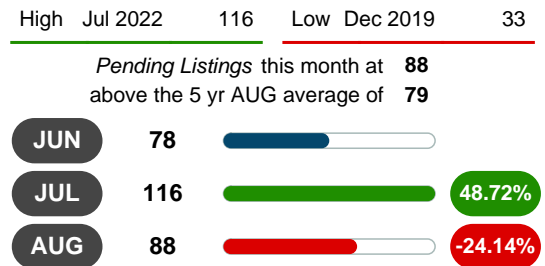 High Jul 2022 116 Low Dec 2019 33
Pending Listings this month at 88
above the 5 yr AUG average of 79
JUN 78
JUL 116 48.72%
AUG 88 -24.14%